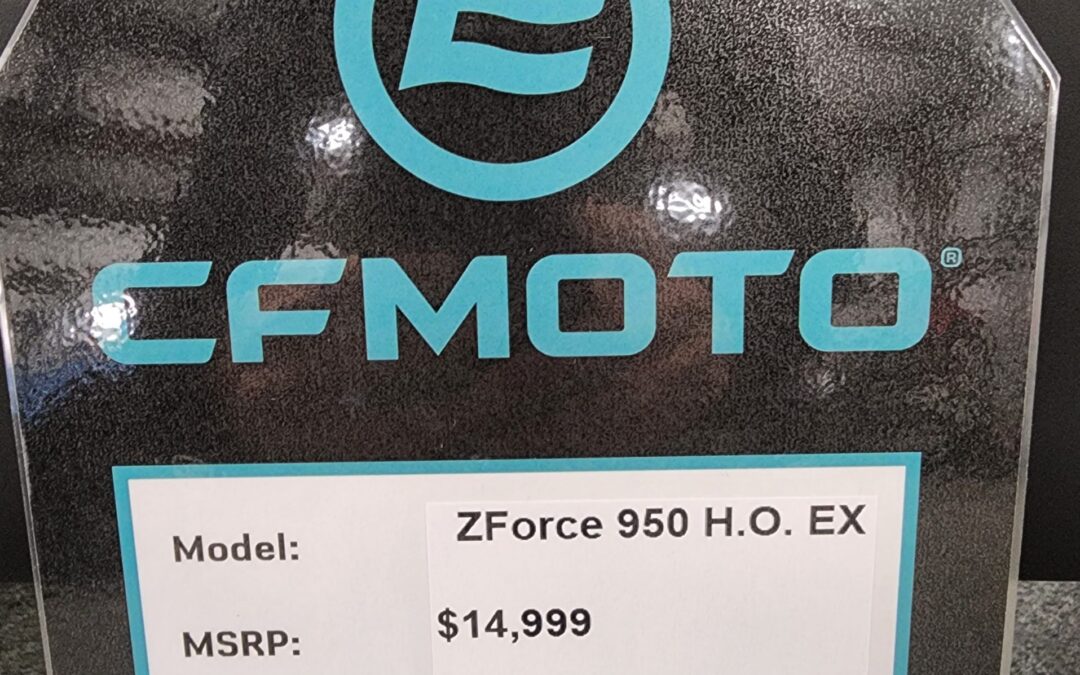 CFMOTO®
Model: ZForce 950 H.O. EX
MSRP: $14,999